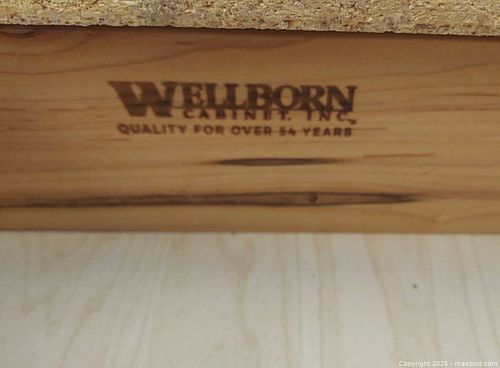 WELLBORN
CABINET, INC.
QUALITY FOR OVER 54 YEARS
Copyright 2025 - maxsold.com